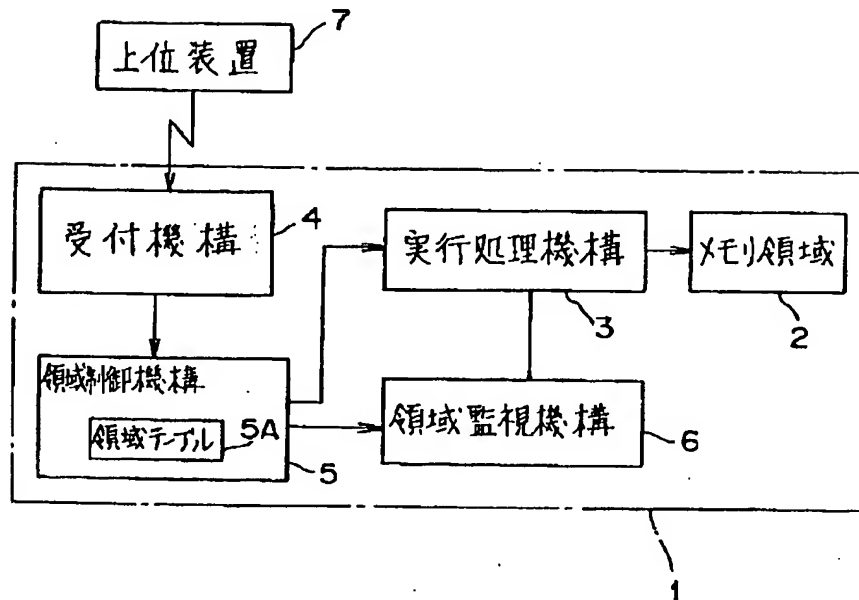 7
上位装置
受付機構
4
実行処理機構
3
メモリ領域
2
領域制御機構
領域テーブル
5A
5
領域監視機構
6
1